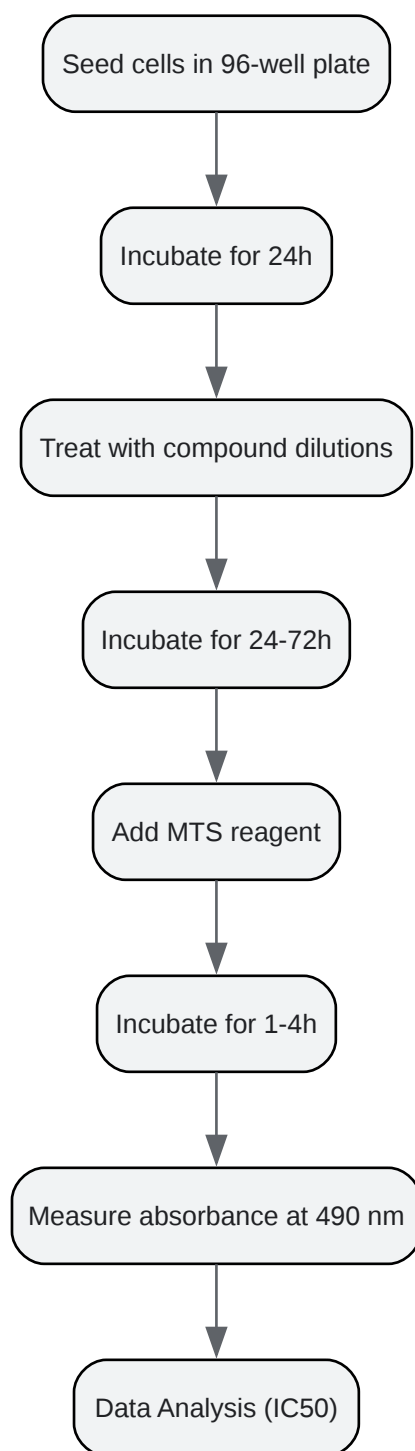 Seed cells in 96-well plate
Incubate for 24h
Treat with compound dilutions
Incubate for 24-72h
Add MTS reagent
Incubate for 1-4h
Measure absorbance at 490 nm
Data Analysis (IC50)